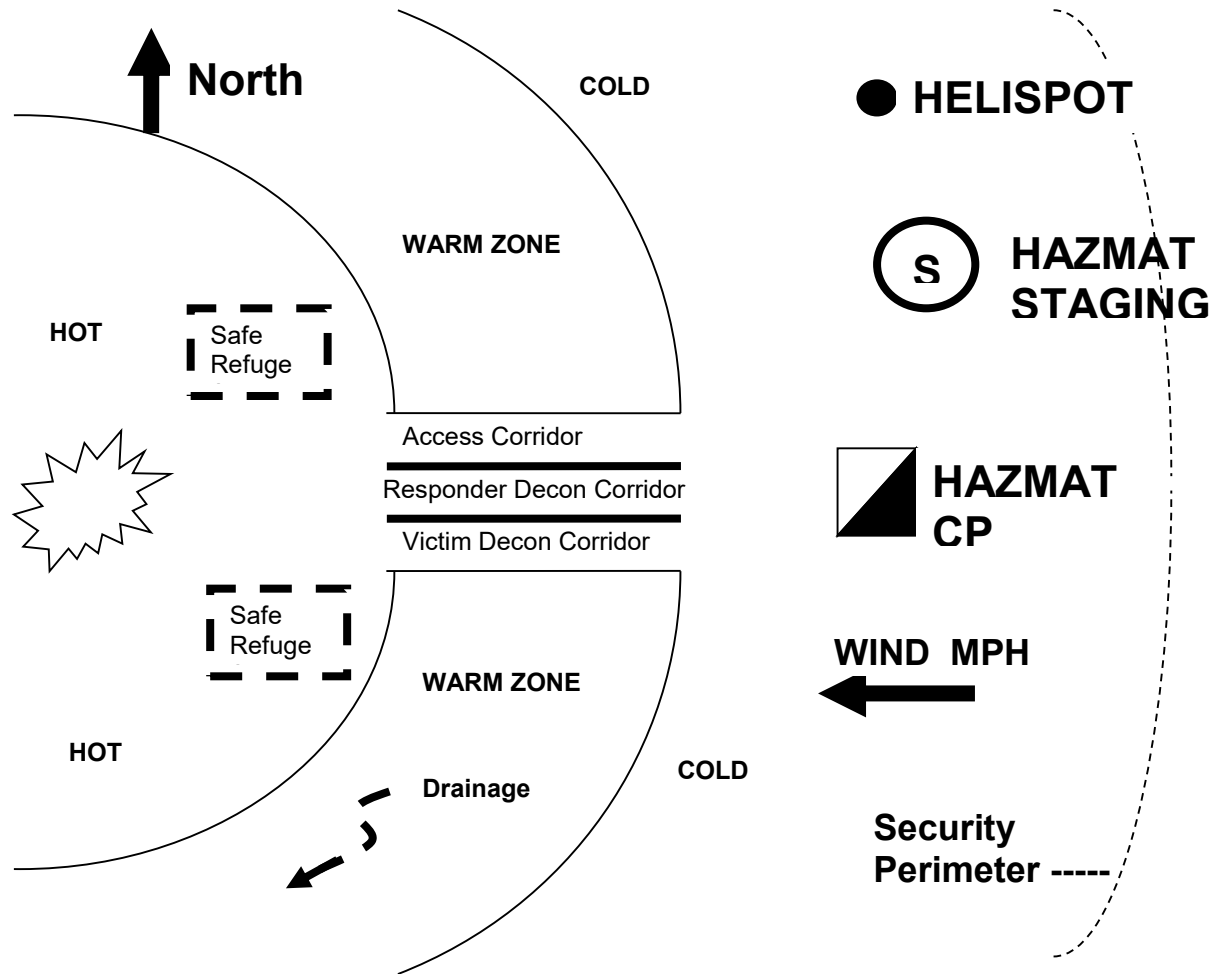 North
COLD
HELISPOT
WARM ZONE
S
HAZMAT
STAGING
HOT
Safe
Refuge
Access Corridor
Responder Decon Corridor
Victim Decon Corridor
HAZMAT
CP
Safe
Refuge
WIND MPH
WARM ZONE
HOT
COLD
Drainage
Security
Perimeter -----